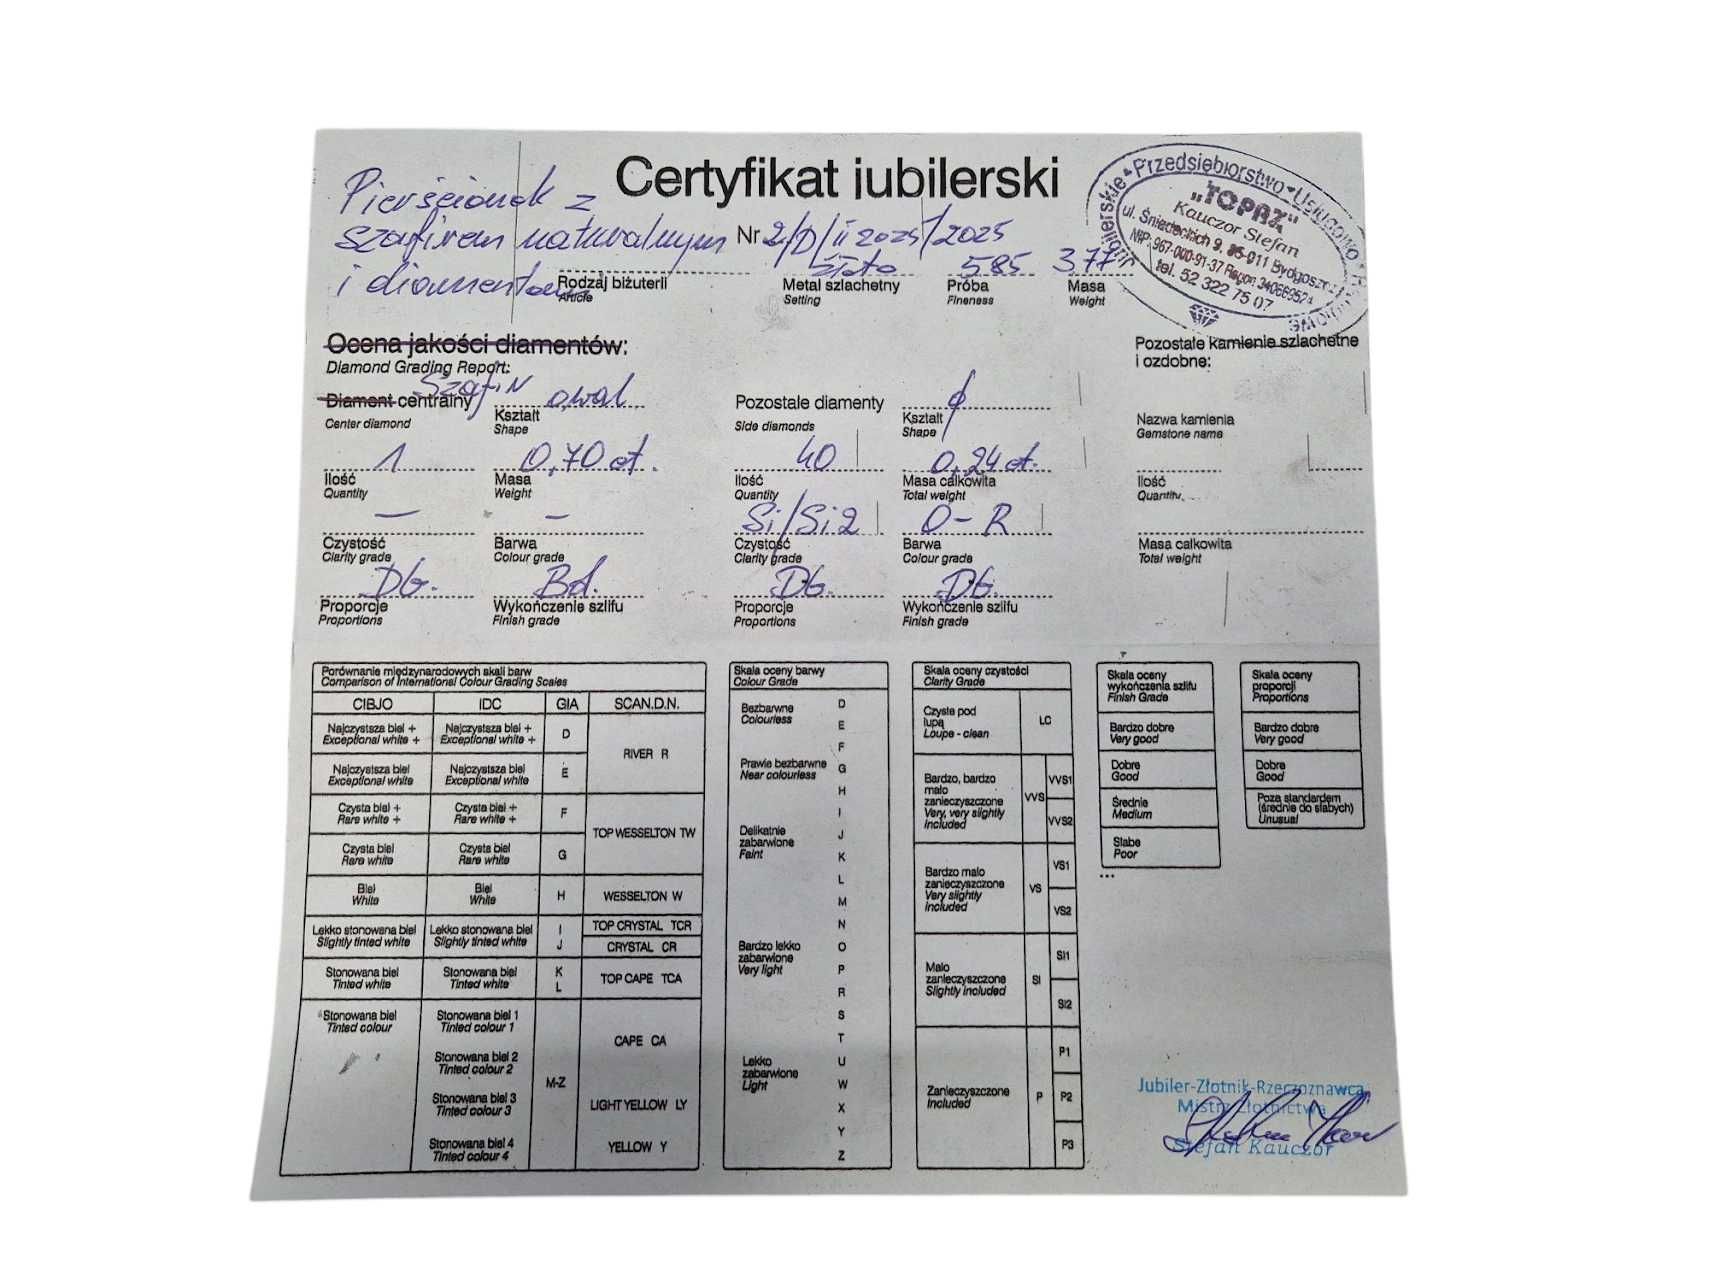 Certyfikat jubilerski
Pierścionek z
szafirem naturalnym
i diamentami
Nr 2/D/II 2025/2025
Złoto 585 3,77
Rodzaj biżuterii Metal szlachetny Próba Masa
Article Setting Fineness Weight
Jubilerskie Przedsiębiorstwo Usługowo
"TOPAZ"
Kauczor Stefan
ul. Śniadeckich 9, 85-011 Bydgoszcz
NIP: 967-000-91-37 Regon
tel. 52 322 75 07
Ocena jakości diamentów:
Diamond Grading Report:
Pozostałe kamienie szlachetne
i ozdobne:
Szafir owal
Diament centralny Kształt
Center diamond Shape
Pozostałe diamenty Kształt
Side diamonds Shape
Nazwa kamienia
Gemstone name
1 0,70 ct. 40 0,24 ct.
Ilość Masa Ilość Masa całkowita Ilość
Quantity Weight Quantity Total weight Quantity
– – Si/Si2 O-R
Czystość Barwa Czystość Barwa Masa całkowita
Clarity grade Colour grade Clarity grade Colour grade Total weight
Db. Bd. Db. Db.
Proporcje Wykończenie szlifu Proporcje Wykończenie szlifu
Proportions Finish grade Proportions Finish grade
Porównanie międzynarodowych skali barw
Comparison of International Colour Grading Scales
CIBJO IDC GIA SCAN.D.N.
Najczystsza biel + Najczystsza biel + D
Exceptional white + Exceptional white +
RIVER R
Najczystsza biel Najczystsza biel E
Exceptional white Exceptional white
Czysta biel + Czysta biel + F
Rare white + Rare white +
TOP WESSELTON TW
Czysta biel Czysta biel G
Rare white Rare white
Biel Biel H WESSELTON W
White White
Lekko stonowana biel Lekko stonowana biel I TOP CRYSTAL TCR
Slightly tinted white Slightly tinted white J CRYSTAL CR
Stonowana biel Stonowana biel K TOP CAPE TCA
Tinted white Tinted white L
Stonowana biel Stonowana biel 1
Tinted colour Tinted colour 1
CAPE CA
Stonowana biel 2
Tinted colour 2
M-Z
Stonowana biel 3
Tinted colour 3
LIGHT YELLOW LY
Stonowana biel 4
Tinted colour 4
YELLOW Y
Skala oceny barwy
Colour Grade
Bezbarwne D
Colourless
E
F
Prawie bezbarwne G
Near colourless
H
I
Delikatnie J
zabarwione
Faint K
L
M
N
Bardzo lekko O
zabarwione
Very light P
R
S
T
Lekko U
zabarwione
Light W
X
Y
Z
Skala oceny czystości
Clarity Grade
Czyste pod
lupą LC
Loupe - clean
Bardzo, bardzo
mało
zanieczyszczone
Very, very slightly
included
VVS VVS1
VVS2
Bardzo mało
zanieczyszczone
Very slightly
included
VS VS1
VS2
Mało
zanieczyszczone
Slightly included
SI SI1
SI2
Zanieczyszczone
Included
P P1
P2
P3
Skala oceny
wykończenia szlifu
Finish Grade
Bardzo dobre
Very good
Dobre
Good
Średnie
Medium
Słabe
Poor
Skala oceny
proporcji
Proportions
Bardzo dobre
Very good
Dobre
Good
Poza standardem
(średnie do słabych)
Unusual
Jubiler-Złotnik-Rzeczoznawca
Mistrz Złotnictwa
Stefan Kauczor